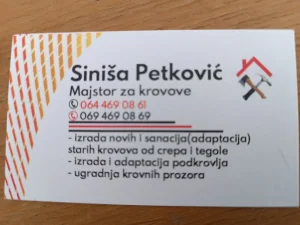 Siniša Petković
Majstor za krovove
064 469 08 61
069 469 08 69
- izrada novih i sanacija(adaptacija)
starih krovova od crepa i tegole
- izrada i adaptacija podkrovlja
- ugradnja krovnih prozora